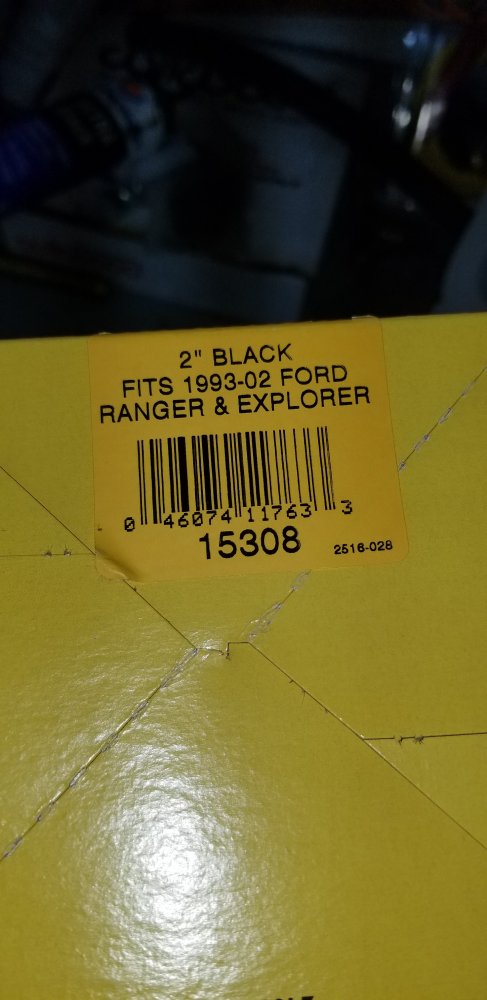 2" BLACK
FITS 1993-02 FORD
RANGER & EXPLORER
0 46074 11763 3
15308 2516-028